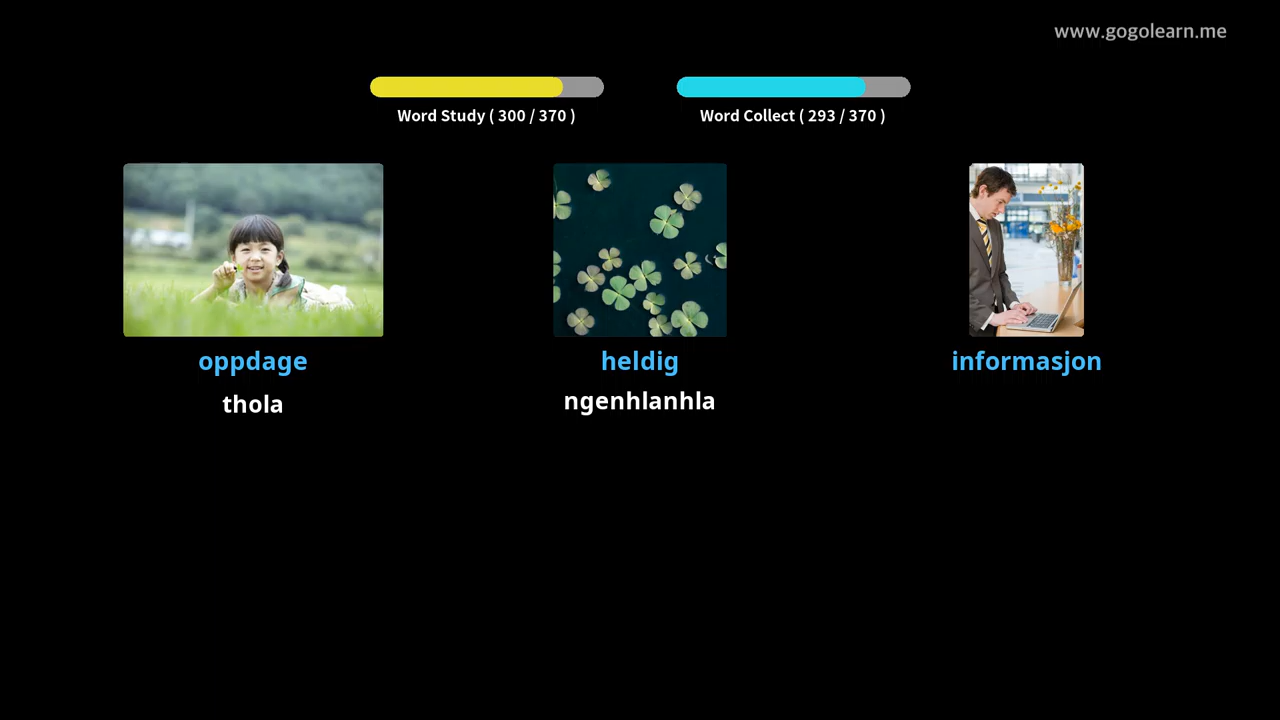 www.gogolearn.me
Word Study ( 300 / 370 )
Word Collect ( 293 / 370 )
oppdage
thola
heldig
ngenhlanhla
informasjon